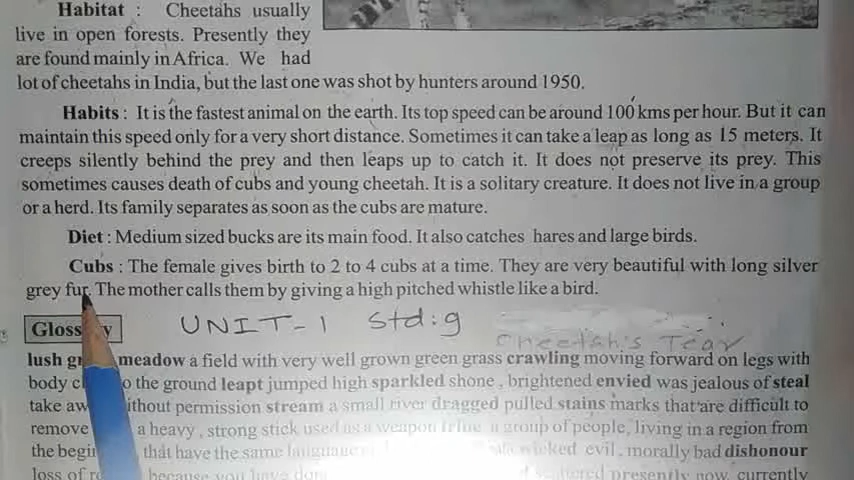 Habitat : Cheetahs usually
live in open forests. Presently they
are found mainly in Africa. We had
lot of cheetahs in India, but the last one was shot by hunters around 1950.
Habits : It is the fastest animal on the earth. Its top speed can be around 100 kms per hour. But it can
maintain this speed only for a very short distance. Sometimes it can take a leap as long as 15 meters. It
creeps silently behind the prey and then leaps up to catch it. It does not preserve its prey. This
sometimes causes death of cubs and young cheetah. It is a solitary creature. It does not live in a group
or a herd. Its family separates as soon as the cubs are mature.
Diet : Medium sized bucks are its main food. It also catches hares and large birds.
Cubs : The female gives birth to 2 to 4 cubs at a time. They are very beautiful with long silver
grey fur. The mother calls them by giving a high pitched whistle like a bird.
UNIT-1 Std:9
Cheetah's Tear
lush meadow a field with very well grown green grass crawling moving forward on legs with
body the ground leapt jumped high sparkled shone , brightened envied was jealous of steal
take without permission stream a small river dragged pulled stains marks that are difficult to
remove a heavy , strong stick used as a weapon tribe a group of people, living in a region from
the that have the same language wicked evil, morally bad dishonour
loss of because you have presently now, currently